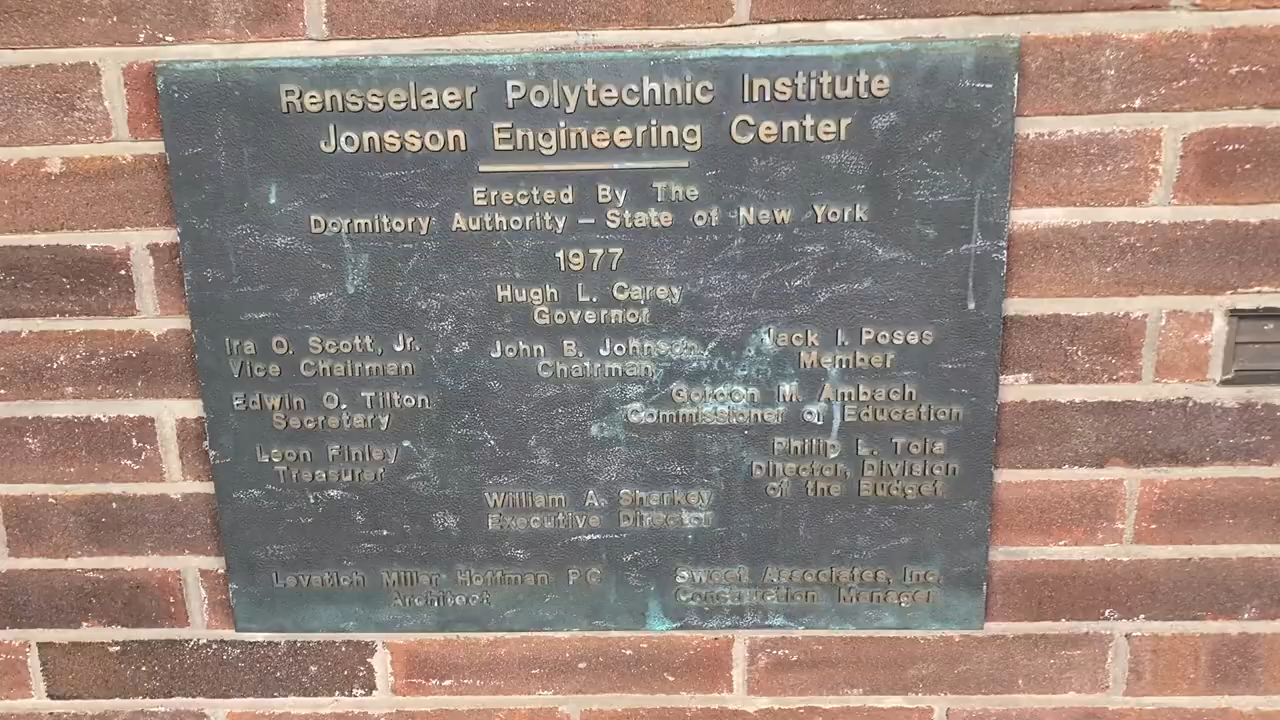 Rensselaer Polytechnic Institute
Jonsson Engineering Center
Erected By The
Dormitory Authority – State of New York
1977
Hugh L. Carey
Governor
Ira O. Scott, Jr.
Vice Chairman
John B. Johnson
Chairman
Jack I. Poses
Member
Edwin O. Tilton
Secretary
Gordon M. Ambach
Commissioner of Education
Leon Finley
Treasurer
Philip L. Toia
Director, Division
of the Budget
William A. Sharkey
Executive Director
Levatich Miller Hoffman PC
Architect
Sweet Associates, Inc.
Construction Manager